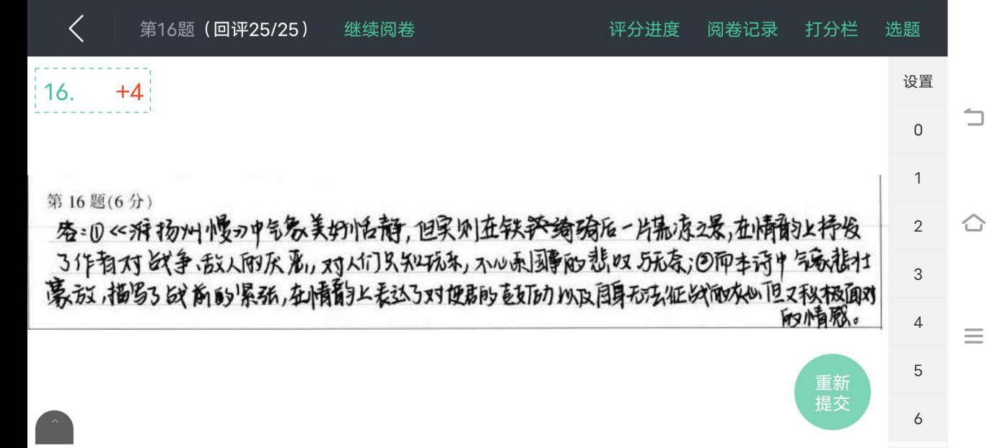 第16题（回评25/25） 继续阅卷 评分进度 阅卷记录 打分栏 选题
16. +4
设置
0
1
2
3
4
5
6
第 16 题(6 分)
答:①《淮扬州慢》中气象美好恬静,但实则在铁骑后一片荒凉之景,在情韵上抒发
了作者对战争、敌人的厌恶,对人们只知玩乐,不心系国事的悲叹与无奈;②而本诗中气象悲壮
豪放,描写了战前的紧张,在情韵上表达了对使君的鼓励以及自身无法征战而灰心但又积极面对
的情感。
重新
提交